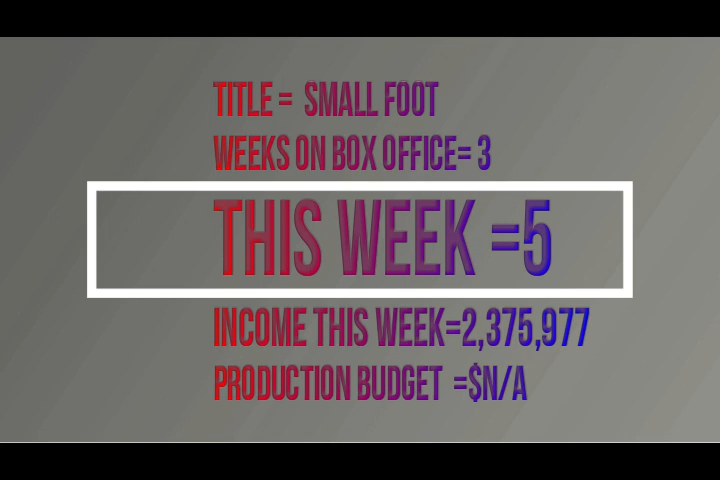 TITLE = SMALL FOOT
WEEKS ON BOX OFFICE= 3
THIS WEEK =5
INCOME THIS WEEK=2,375,977
PRODUCTION BUDGET =$N/A